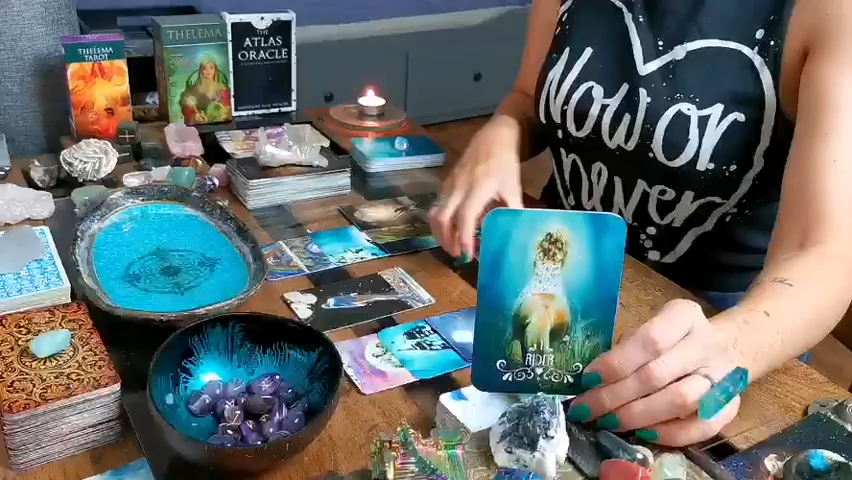 THELEMA
TAROT
THELEMA
THE
ATLAS
ORACLE
Now or
never
RIDER